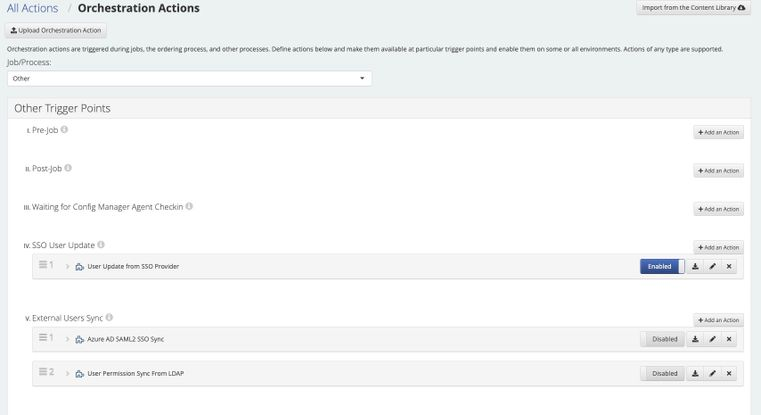 All Actions / Orchestration Actions
Import from the Content Library
Upload Orchestration Action
Orchestration actions are triggered during jobs, the ordering process, and other processes. Define actions below and make them available at particular trigger points and enable them on some or all environments. Actions of any type are supported.
Job/Process:
Other
Other Trigger Points
I. Pre-Job
+ Add an Action
II. Post-Job
+ Add an Action
III. Waiting for Config Manager Agent Checkin
+ Add an Action
IV. SSO User Update
+ Add an Action
1 User Update from SSO Provider Enabled
V. External Users Sync
+ Add an Action
1 Azure AD SAML2 SSO Sync Disabled
2 User Permission Sync From LDAP Disabled